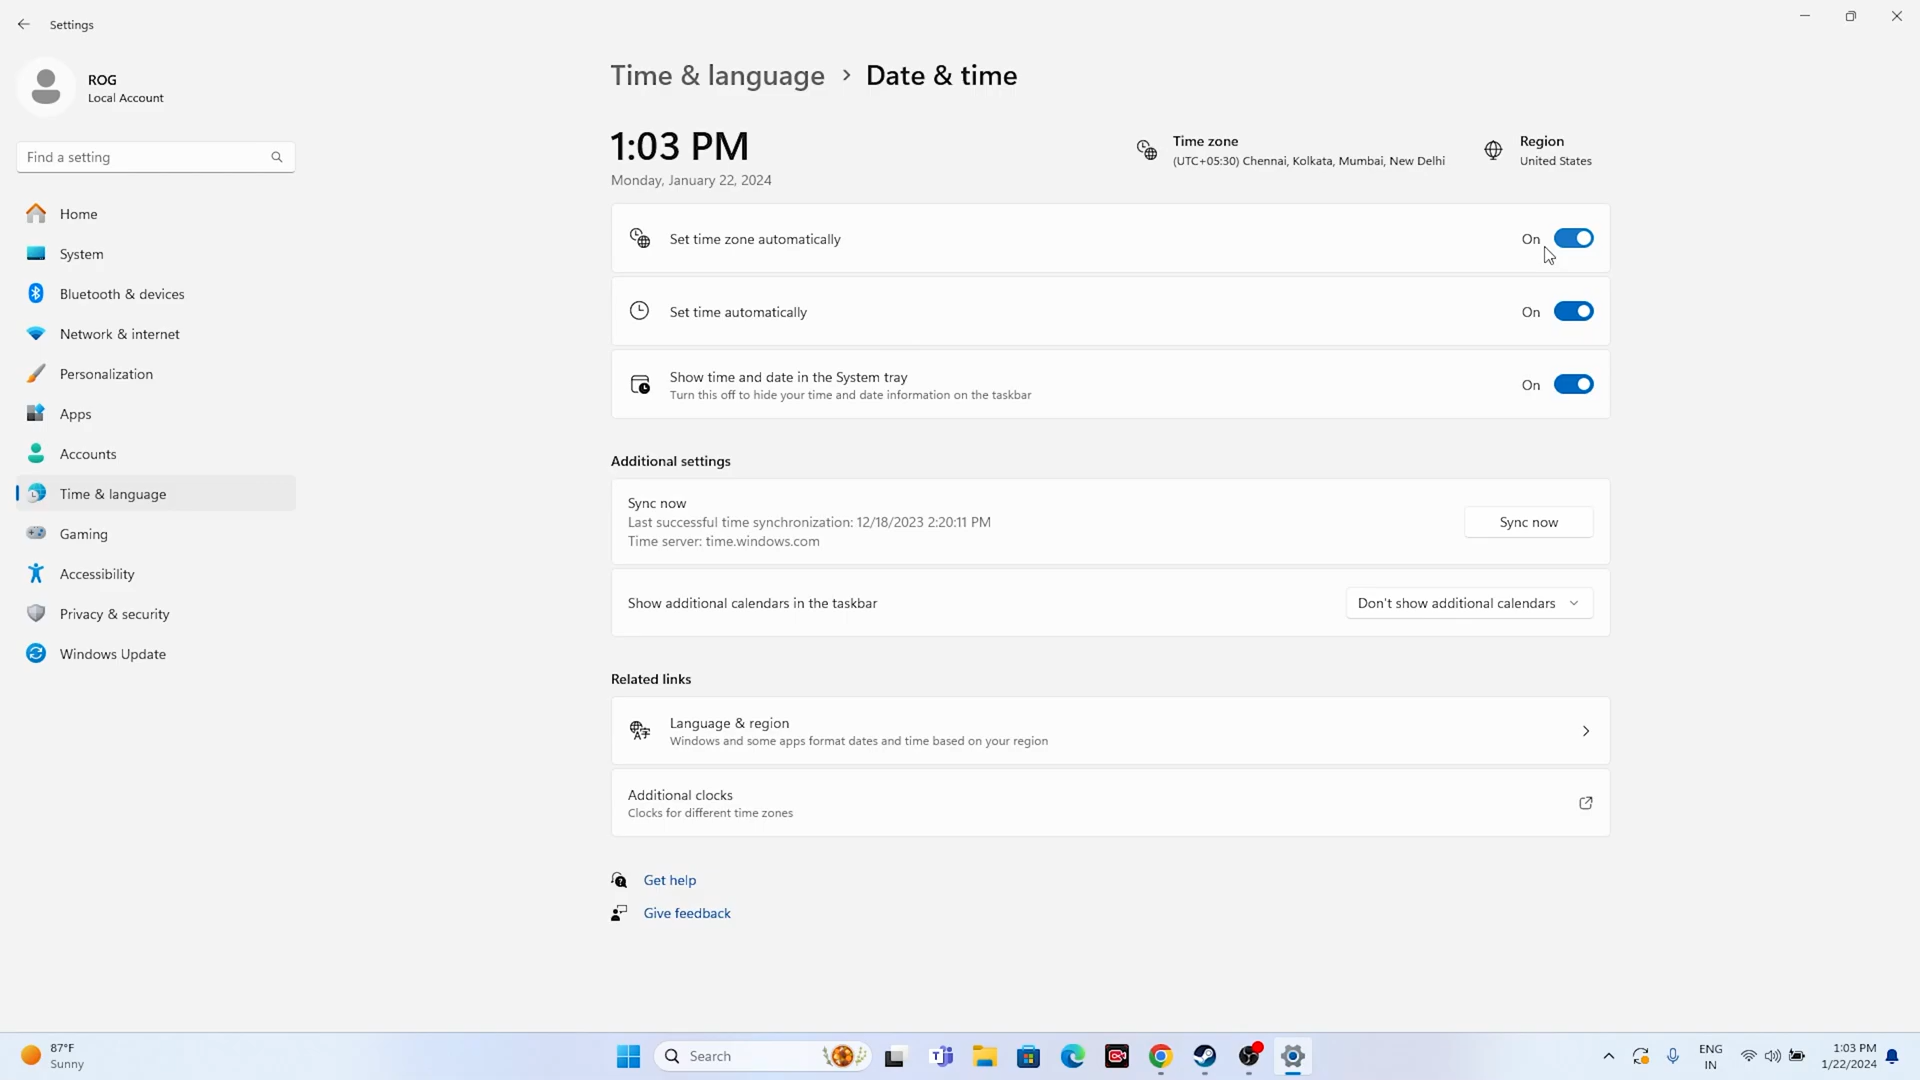 Settings
ROG
Local Account
Find a setting
Home
System
Bluetooth & devices
Network & internet
Personalization
Apps
Accounts
Time & language
Gaming
Accessibility
Privacy & security
Windows Update
Time & language > Date & time
1:03 PM
Monday, January 22, 2024
Time zone
(UTC+05:30) Chennai, Kolkata, Mumbai, New Delhi
Region
United States
Set time zone automatically
On
Set time automatically
On
Show time and date in the System tray
Turn this off to hide your time and date information on the taskbar
On
Additional settings
Sync now
Last successful time synchronization: 12/18/2023 2:20:11 PM
Time server: time.windows.com
Sync now
Show additional calendars in the taskbar
Don't show additional calendars
Related links
Language & region
Windows and some apps format dates and time based on your region
Additional clocks
Clocks for different time zones
Get help
Give feedback
87°F
Sunny
Search
ENG
IN
1:03 PM
1/22/2024